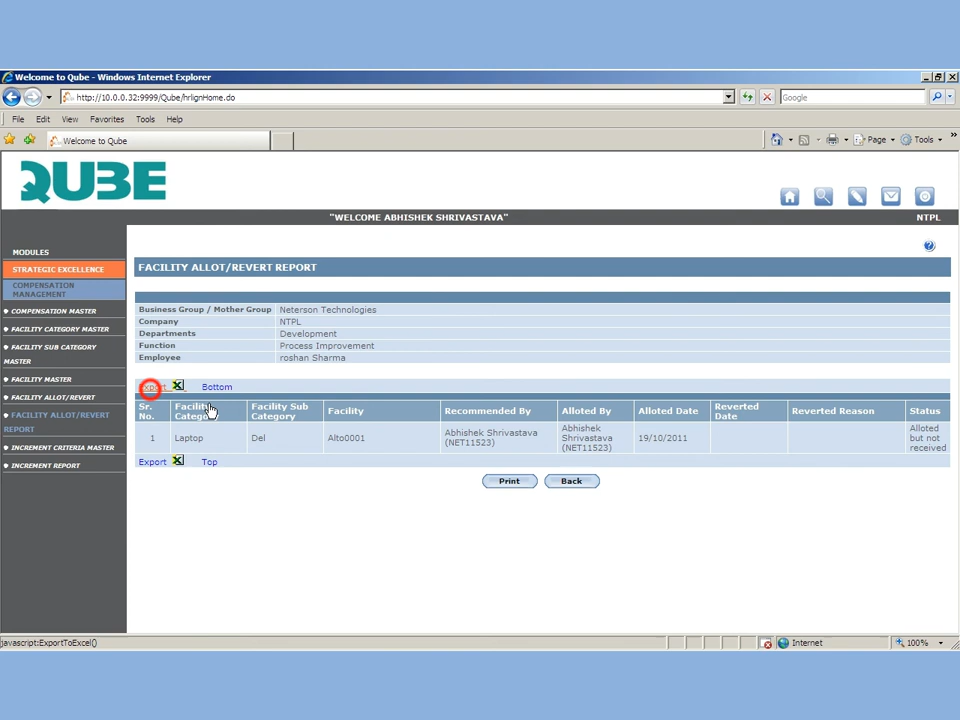 Welcome to Qube - Windows Internet Explorer
http://10.0.0.32:9999/Qube/hrlignHome.do
Google
File Edit View Favorites Tools Help
Welcome to Qube
Page Tools
QUBE
"WELCOME ABHISHEK SHRIVASTAVA" NTPL
MODULES
STRATEGIC EXCELLENCE
COMPENSATION
MANAGEMENT
COMPENSATION MASTER
FACILITY CATEGORY MASTER
FACILITY SUB CATEGORY
MASTER
FACILITY MASTER
FACILITY ALLOT/REVERT
FACILITY ALLOT/REVERT
REPORT
INCREMENT CRITERIA MASTER
INCREMENT REPORT
FACILITY ALLOT/REVERT REPORT
Business Group / Mother Group Neterson Technologies
Company NTPL
Departments Development
Function Process Improvement
Employee roshan Sharma
Export Bottom
Sr. No. Facility Category Facility Sub Category Facility Recommended By Alloted By Alloted Date Reverted Date Reverted Reason Status
1 Laptop Del Alto0001 Abhishek Shrivastava (NET11523) Abhishek Shrivastava (NET11523) 19/10/2011 Alloted but not received
Export Top
Print Back
javascript:ExportToExcel()
Internet
100%